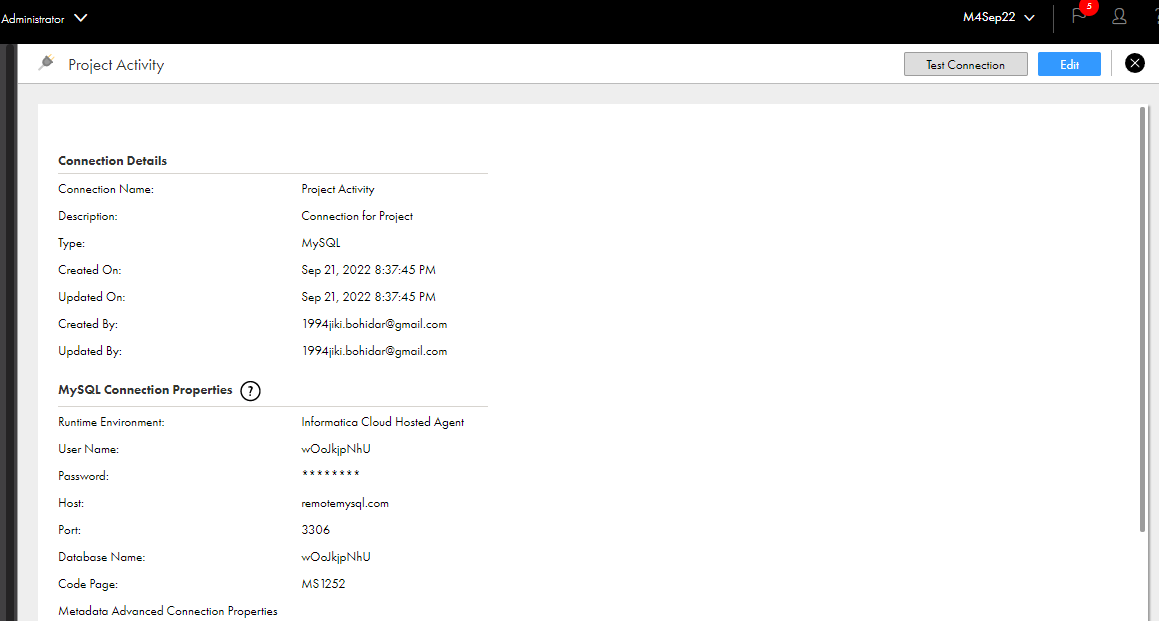 Administrator
M4Sep22
5
?
Project Activity
Test Connection
Edit
Connection Details
Connection Name: Project Activity
Description: Connection for Project
Type: MySQL
Created On: Sep 21, 2022 8:37:45 PM
Updated On: Sep 21, 2022 8:37:45 PM
Created By: 1994jiki.bohidar@gmail.com
Updated By: 1994jiki.bohidar@gmail.com
MySQL Connection Properties ?
Runtime Environment: Informatica Cloud Hosted Agent
User Name: wOoJkjpNhU
Password: ********
Host: remotemysql.com
Port: 3306
Database Name: wOoJkjpNhU
Code Page: MS1252
Metadata Advanced Connection Properties